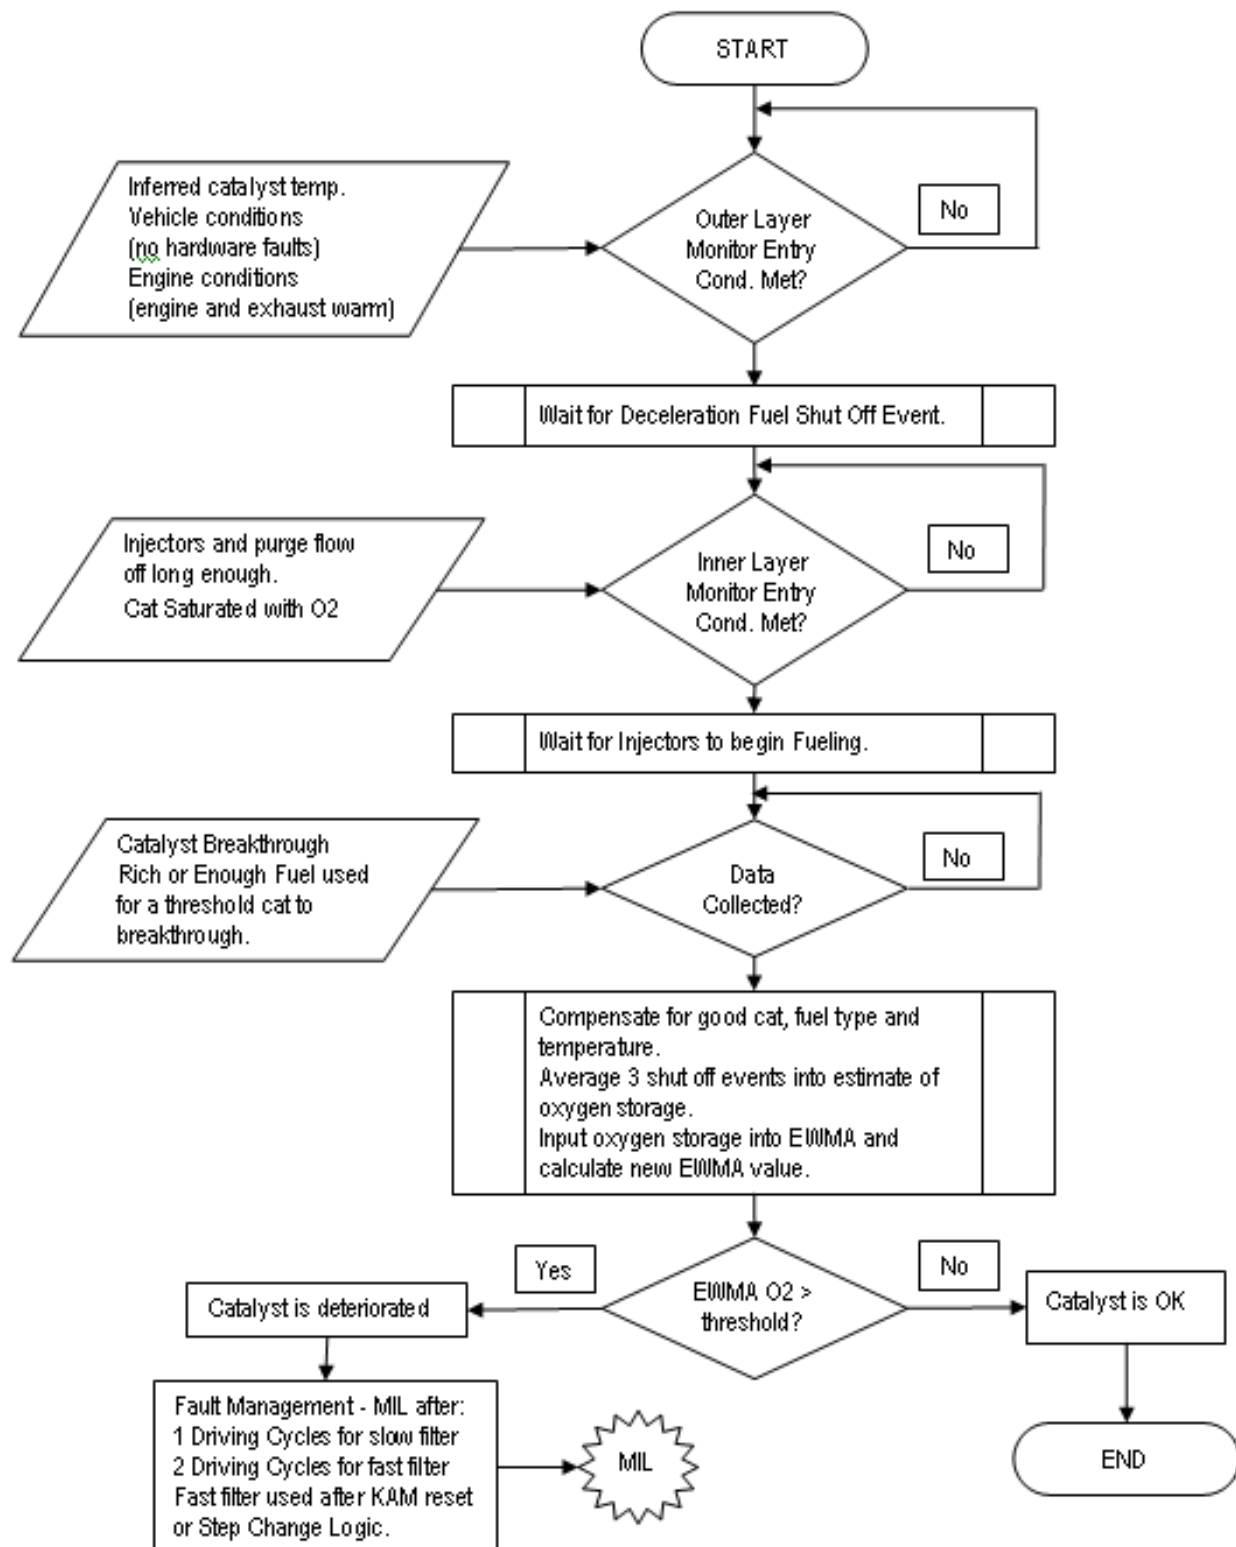 START
Inferred catalyst temp.
Vehicle conditions
(no hardware faults)
Engine conditions
(engine and exhaust warm)
Outer Layer
Monitor Entry
Cond. Met?
No
Wait for Deceleration Fuel Shut Off Event.
Injectors and purge flow
off long enough.
Cat Saturated with O2
Inner Layer
Monitor Entry
Cond. Met?
No
Wait for Injectors to begin Fueling.
Catalyst Breakthrough
Rich or Enough Fuel used
for a threshold cat to
breakthrough.
Data
Collected?
No
Compensate for good cat, fuel type and
temperature.
Average 3 shut off events into estimate of
oxygen storage.
Input oxygen storage into EWMA and
calculate new EWMA value.
Yes
EWMA O2 >
threshold?
No
Catalyst is deteriorated
Catalyst is OK
Fault Management - MIL after:
1 Driving Cycles for slow filter
2 Driving Cycles for fast filter
Fast filter used after KAM reset
or Step Change Logic.
MIL
END